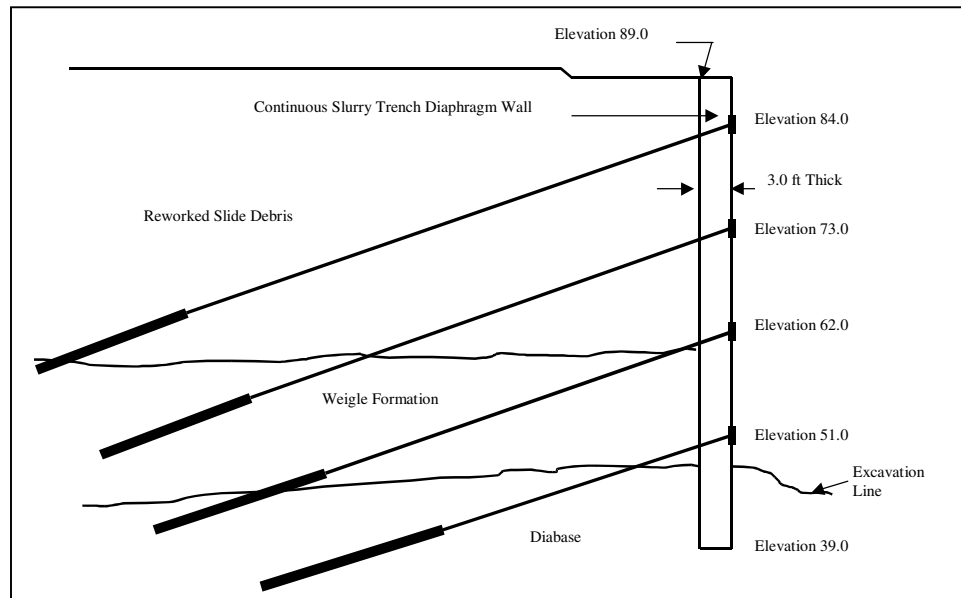 Elevation 89.0
Continuous Slurry Trench Diaphragm Wall
Elevation 84.0
3.0 ft Thick
Reworked Slide Debris
Elevation 73.0
Elevation 62.0
Weigle Formation
Elevation 51.0
Excavation
Line
Diabase
Elevation 39.0